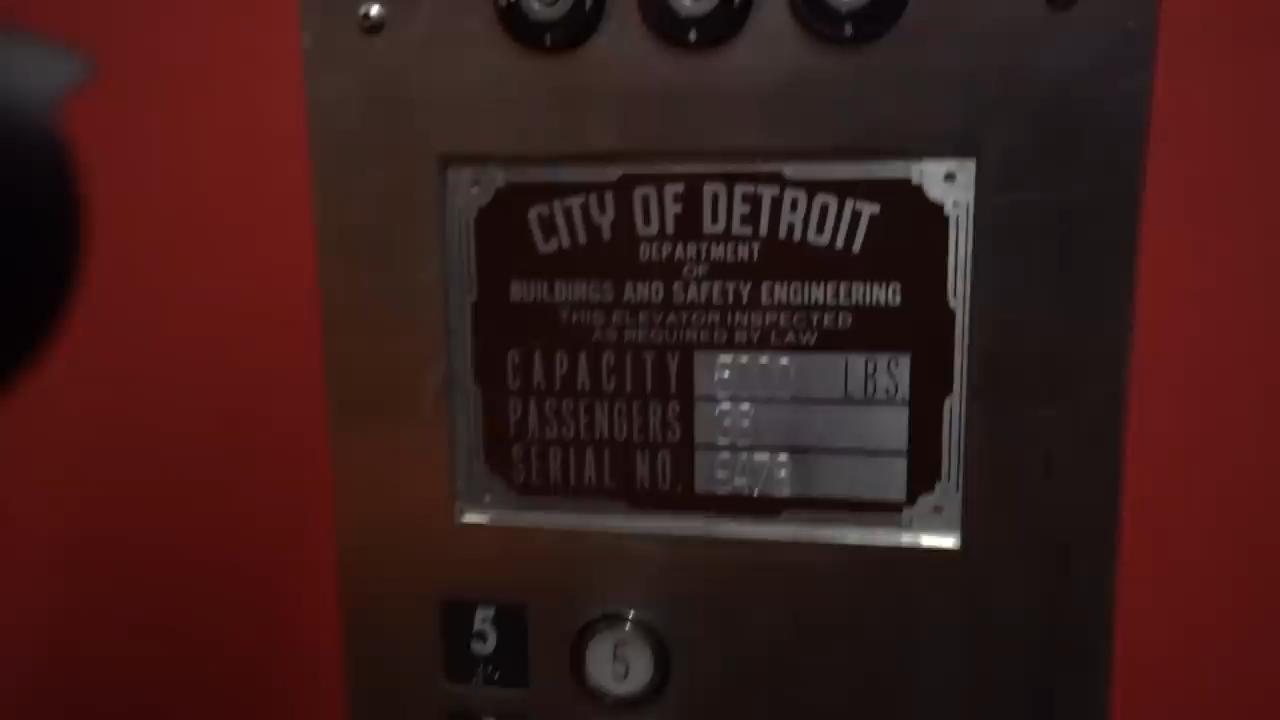 CITY OF DETROIT
DEPARTMENT
OF
BUILDINGS AND SAFETY ENGINEERING
THIS ELEVATOR INSPECTED
AS REQUIRED BY LAW
CAPACITY LBS.
PASSENGERS
SERIAL NO.
5 5